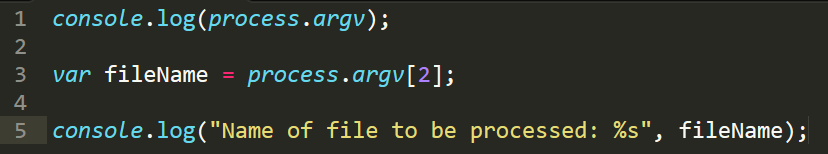 1 console.log(process.argv);
2
3 var fileName = process.argv[2];
4
5 console.log("Name of file to be processed: %s", fileName);